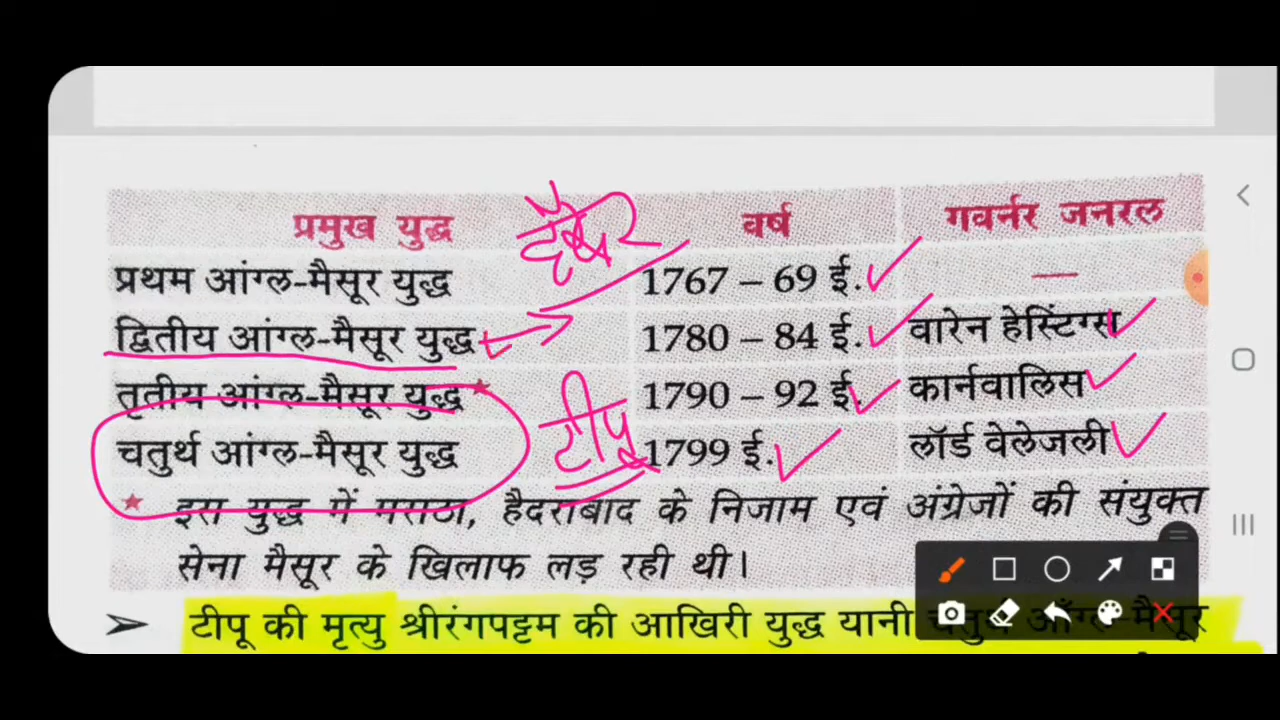 प्रमुख युद्ध हैदर वर्ष गवर्नर जनरल
प्रथम आंग्ल-मैसूर युद्ध 1767 – 69 ई. —
द्वितीय आंग्ल-मैसूर युद्ध 1780 – 84 ई. वारेन हेस्टिंग्स
तृतीय आंग्ल-मैसूर युद्ध* 1790 – 92 ई. कार्नवालिस
चतुर्थ आंग्ल-मैसूर युद्ध टीपू 1799 ई. लॉर्ड वेलेजली
* इस युद्ध में मराठा, हैदराबाद के निजाम एवं अंग्रेजों की संयुक्त
सेना मैसूर के खिलाफ लड़ रही थी।
➢ टीपू की मृत्यु श्रीरंगपट्टम की आखिरी युद्ध यानी चतुर्थ आँग्ल-मैसूर